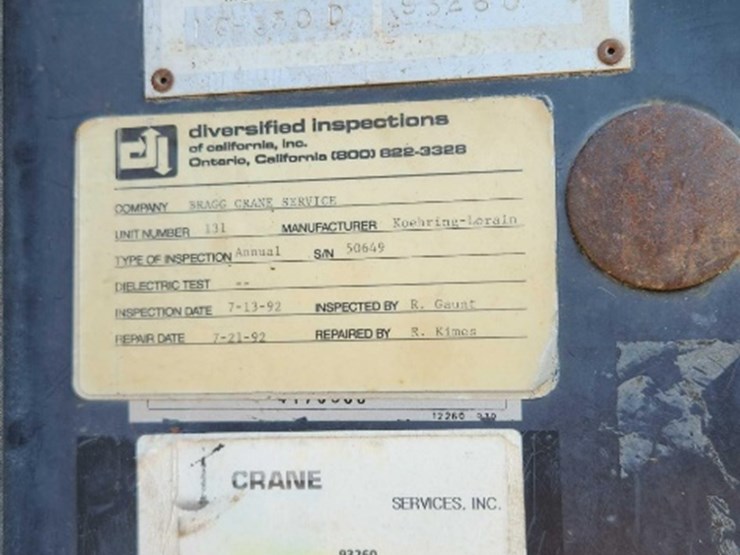 diversified inspections
of california, inc.
Ontario, California (800) 822-3328
COMPANY BRAGG CRANE SERVICE
UNIT NUMBER 131 MANUFACTURER Koehring-Lorain
TYPE OF INSPECTION Annual S/N 50649
DIELECTRIC TEST --
INSPECTION DATE 7-13-92 INSPECTED BY R. Gaunt
REPAIR DATE 7-21-92 REPAIRED BY R. Kimes
12260
CRANE
SERVICES, INC.
93260